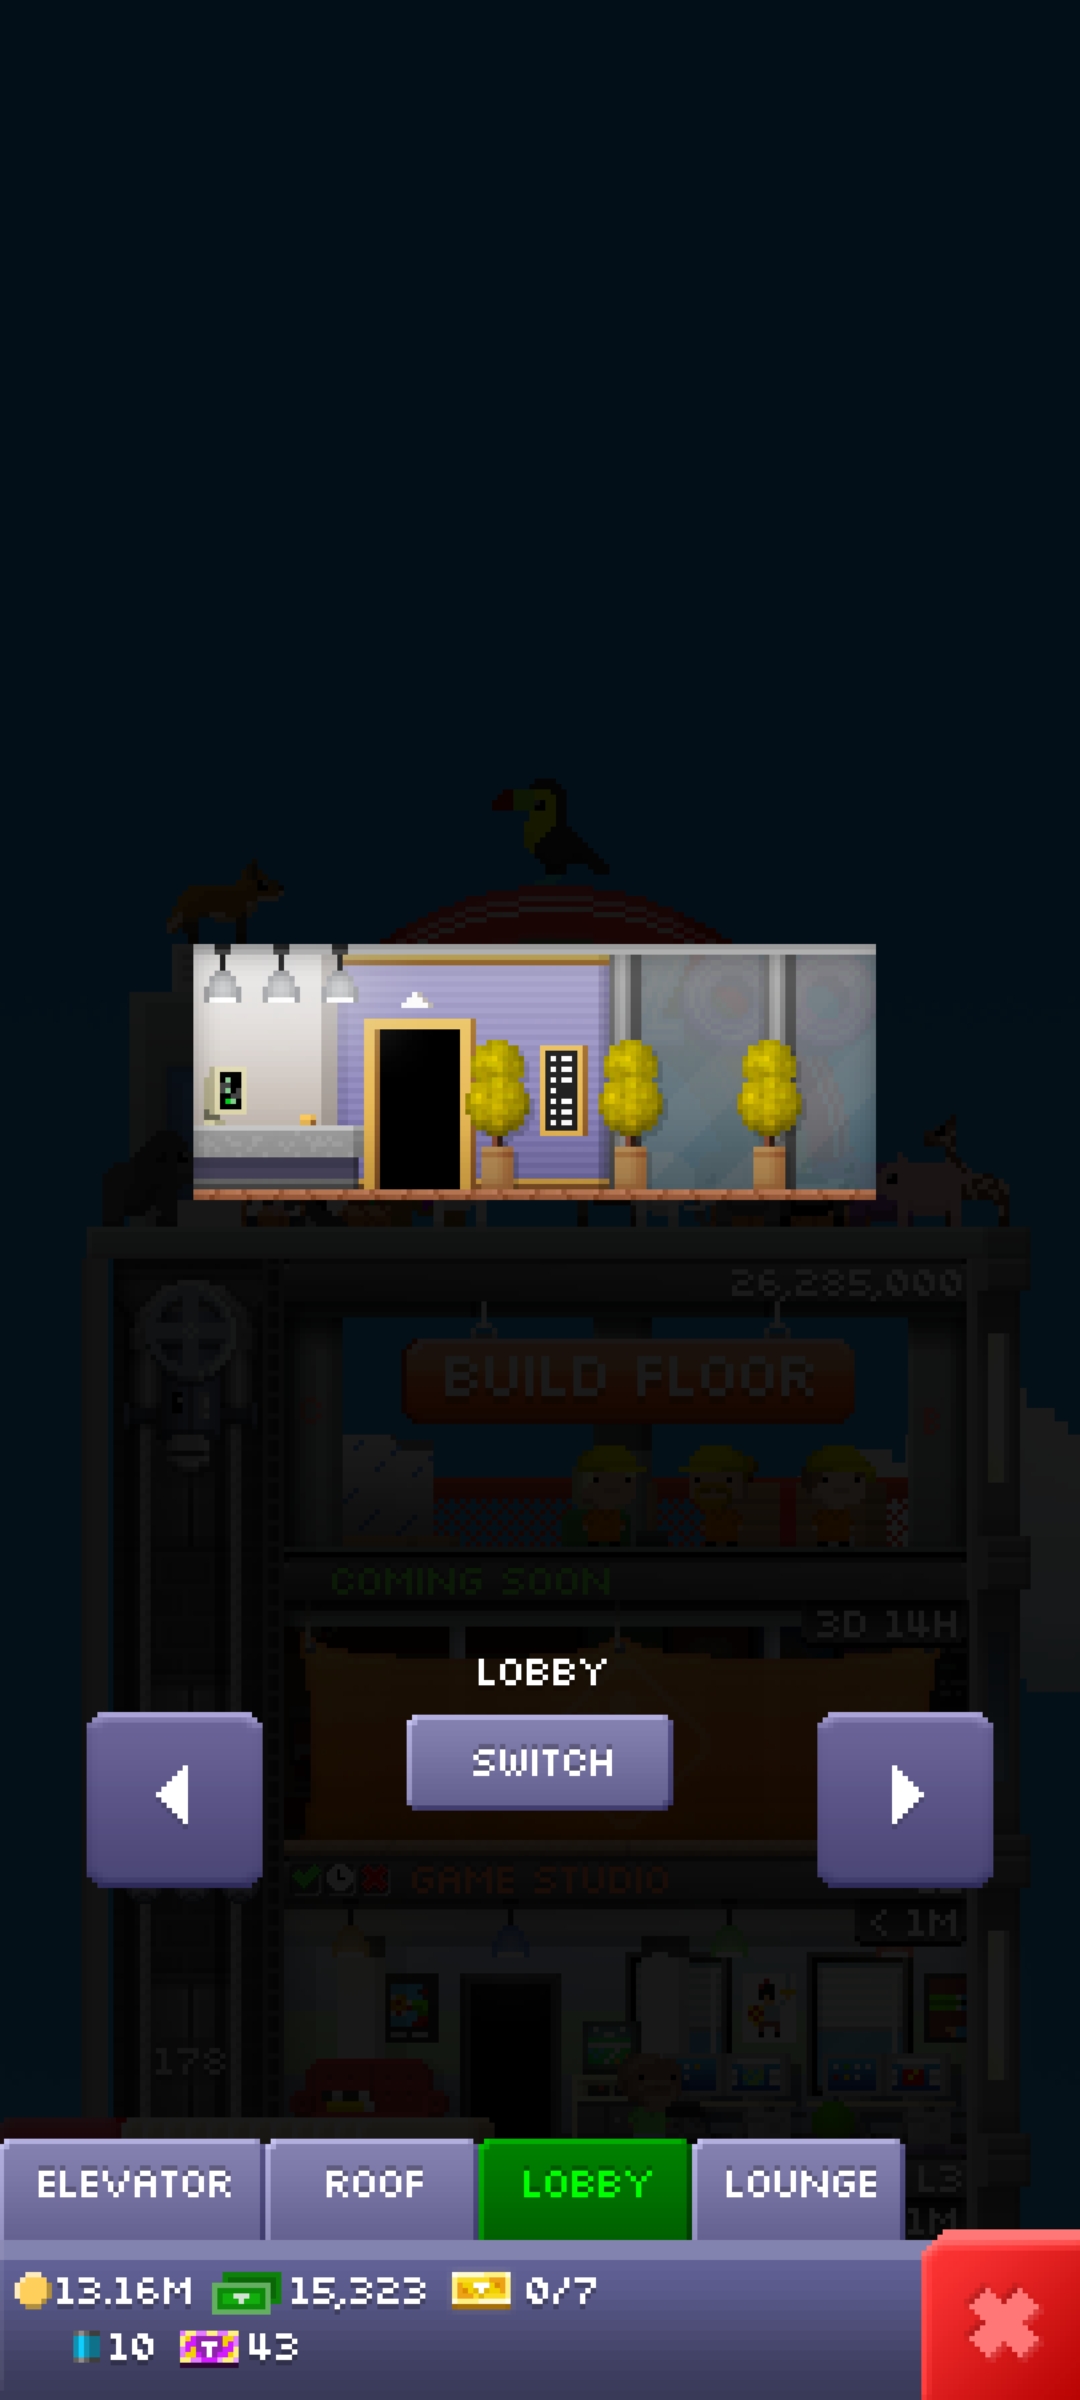 26,285,000
BUILD FLOOR
COMING SOON
3D 14H
LOBBY
SWITCH
GAME STUDIO
< 1M
178
ELEVATOR ROOF LOBBY LOUNGE
L3
1M
13.16M 15,323 0/7
10 43